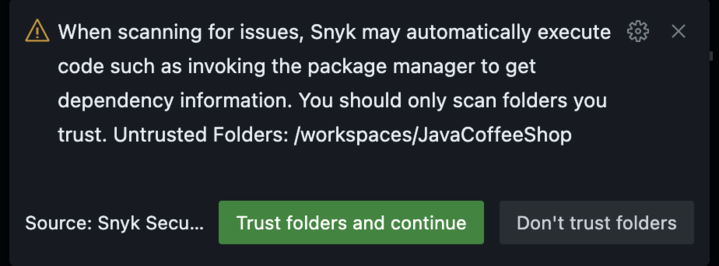 When scanning for issues, Snyk may automatically execute
code such as invoking the package manager to get
dependency information. You should only scan folders you
trust. Untrusted Folders: /workspaces/JavaCoffeeShop
Source: Snyk Secu... Trust folders and continue Don't trust folders